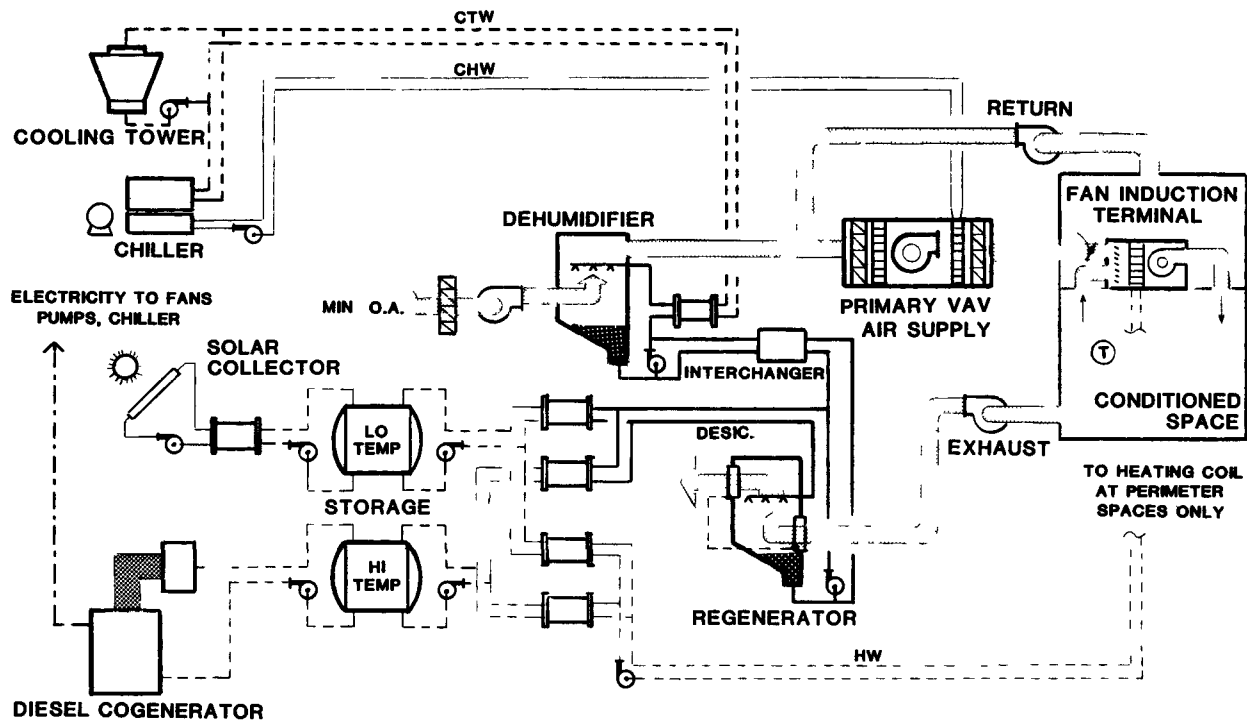 CTW
CHW
COOLING TOWER
RETURN
FAN INDUCTION
TERMINAL
CHILLER
DEHUMIDIFIER
ELECTRICITY TO FANS
PUMPS, CHILLER
MIN O.A.
PRIMARY VAV
AIR SUPPLY
SOLAR
COLLECTOR
INTERCHANGER
T
CONDITIONED
SPACE
LO
TEMP
DESIC.
EXHAUST
STORAGE
TO HEATING COIL
AT PERIMETER
SPACES ONLY
HI
TEMP
REGENERATOR
HW
DIESEL COGENERATOR